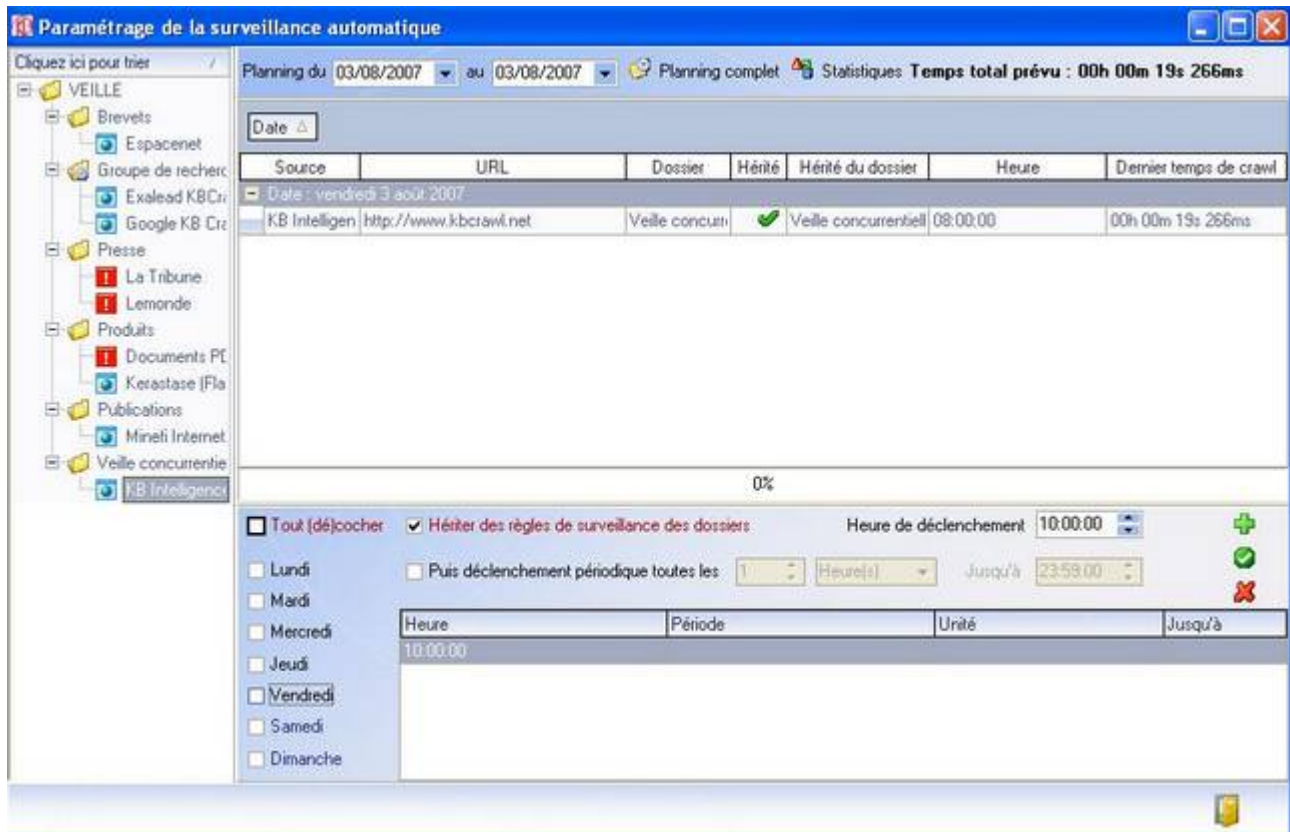 Paramétrage de la surveillance automatique
Cliquez ici pour trier
VEILLE
Brevets
Espacenet
Groupe de recherc
Exalead KBCr
Google KB Cra
Presse
La Tribune
Lemonde
Produits
Documents PD
Kerastase (Fla
Publications
Minefi Internet
Veille concurrentie
KB Intelligence
Planning du 03/08/2007 au 03/08/2007 Planning complet Statistiques Temps total prévu : 00h 00m 19s 266ms
Date
Source URL Dossier Hérité Hérité du dossier Heure Dernier temps de crawl
Date : vendredi 3 août 2007
KB Intelligen http://www.kbcrawl.net Veille concurr Veille concurrentiell 08:00:00 00h 00m 19s 266ms
0%
Tout (dé)cocher Hériter des règles de surveillance des dossiers Heure de déclenchement 10:00:00
Puis déclenchement périodique toutes les 1 Heure(s) Jusqu'à 23:59:00
Lundi
Mardi
Mercredi
Jeudi
Vendredi
Samedi
Dimanche
Heure Période Unité Jusqu'à
10:00:00